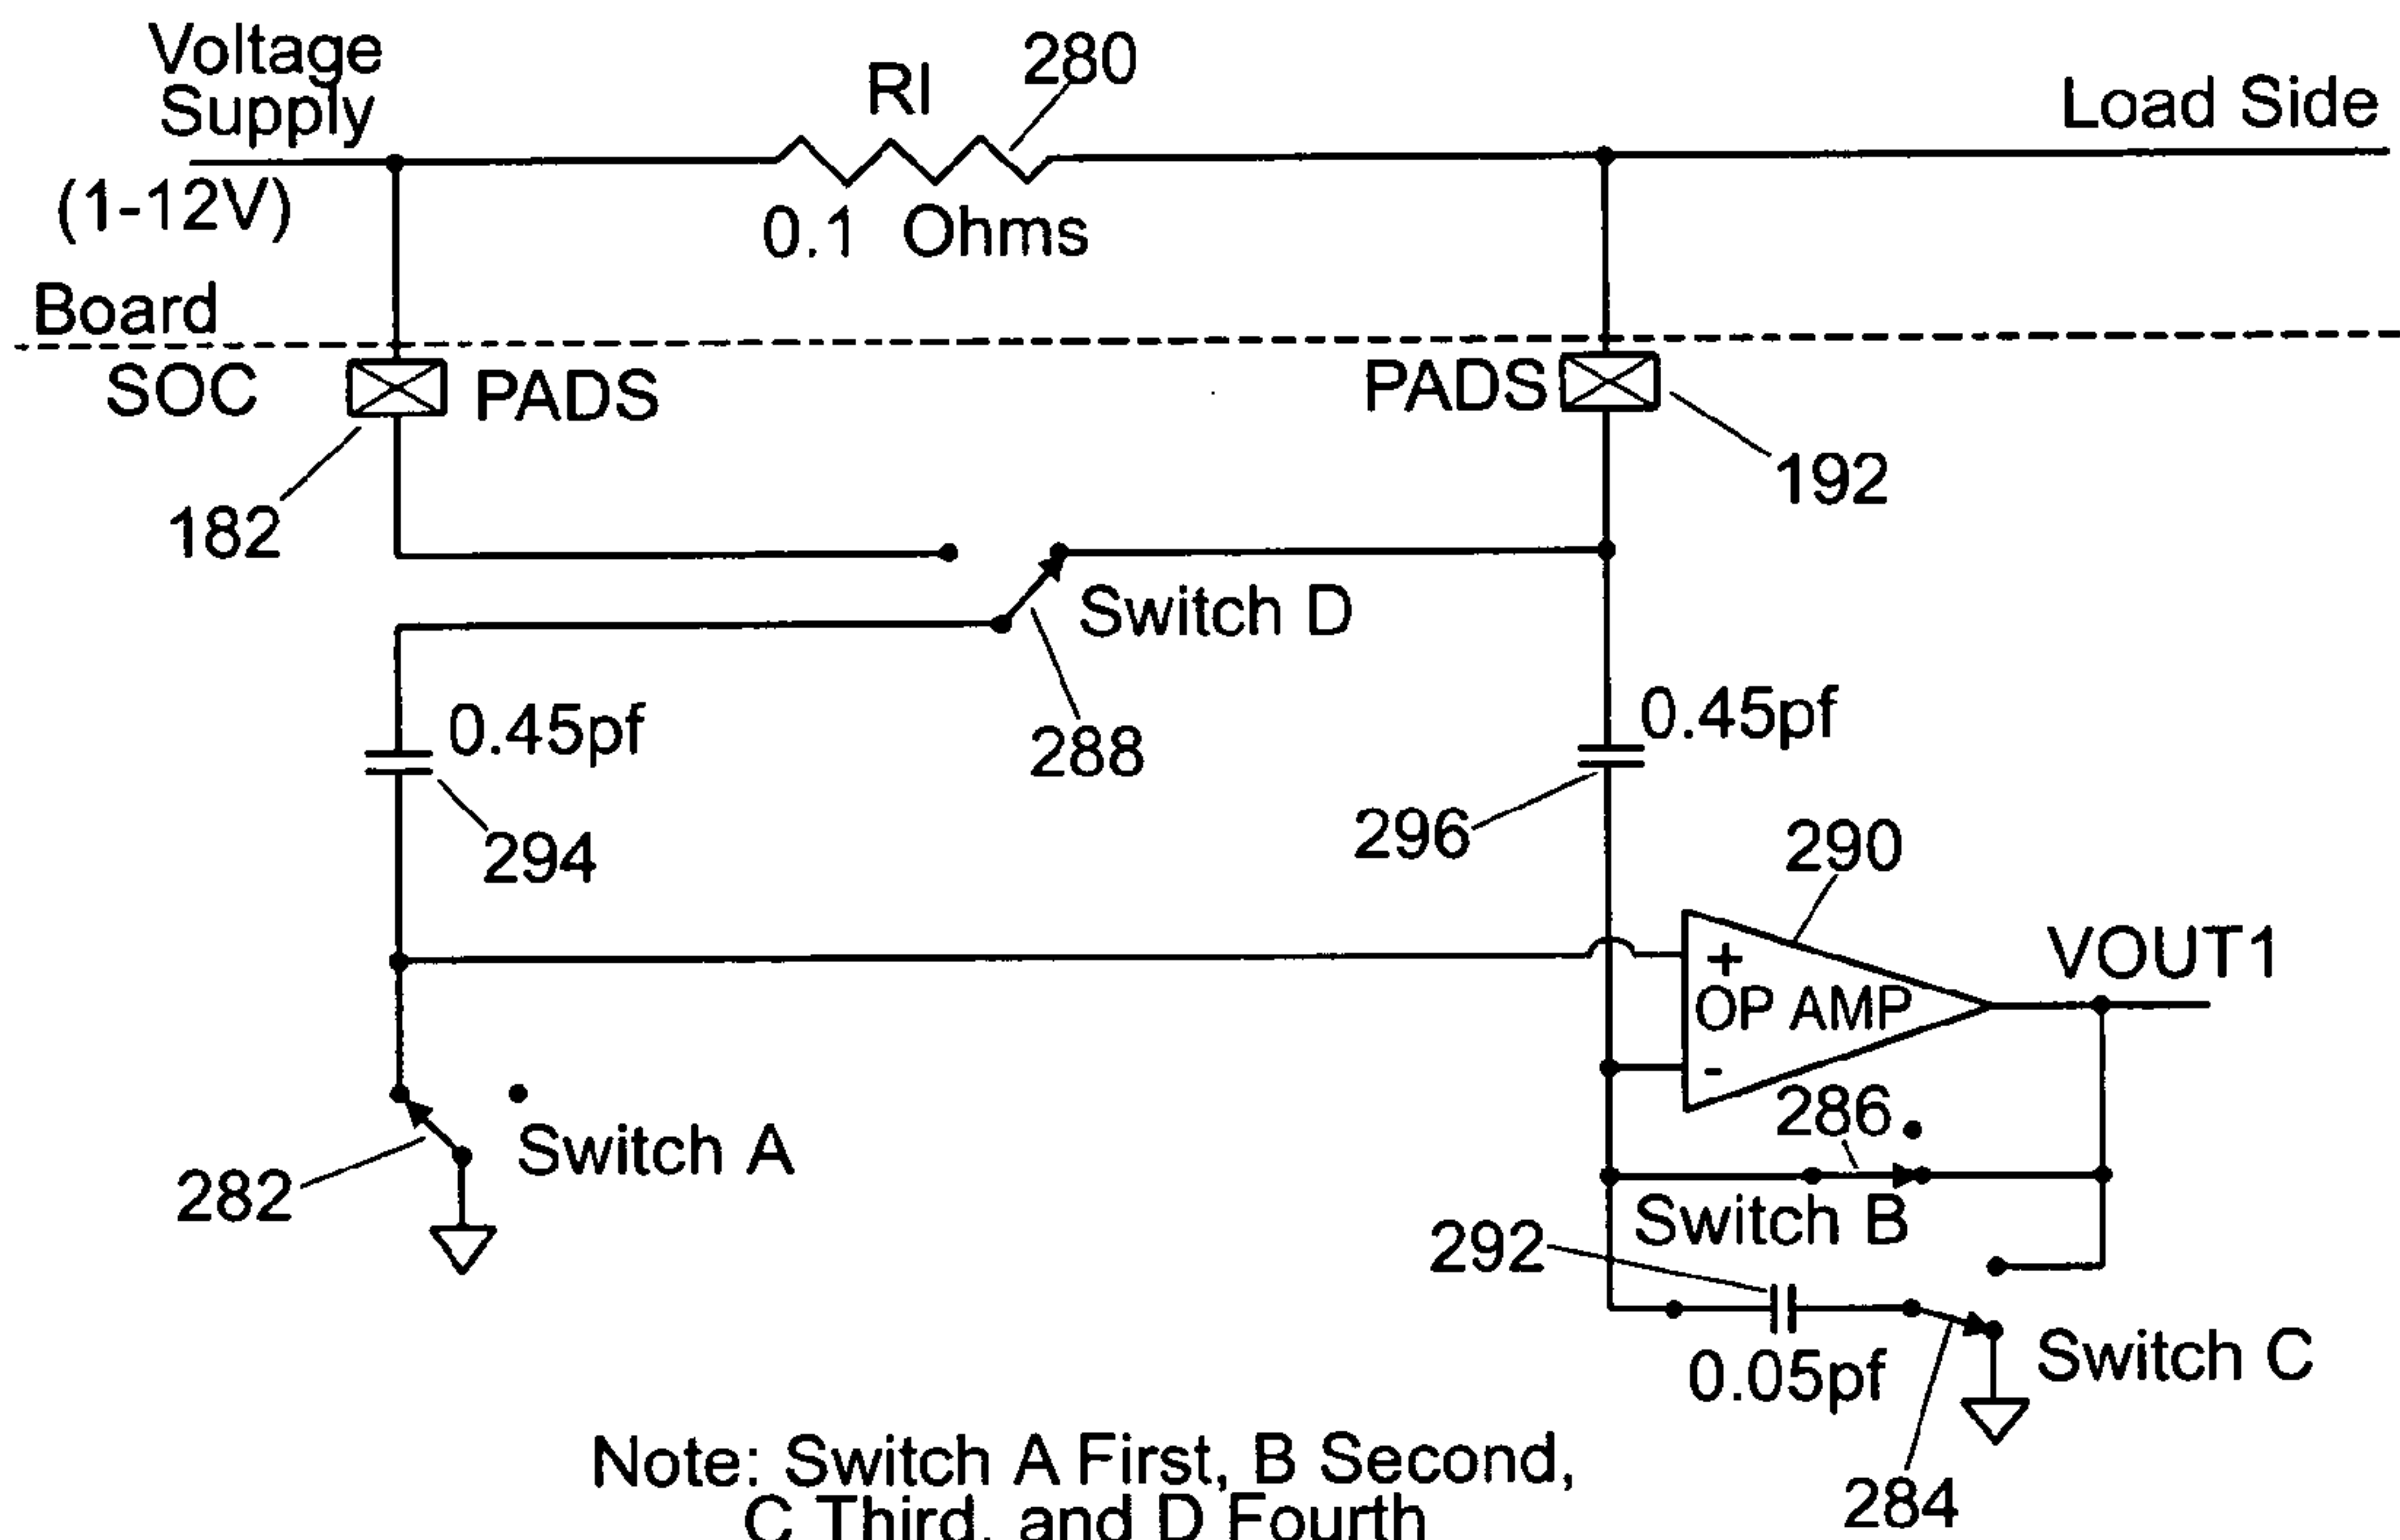 Voltage
Supply
(1-12V)
RI
280
0.1 Ohms
Load Side
Board
SOC
PADS
PADS
182
192
Switch D
288
0.45pf
294
0.45pf
296
290
+
OP AMP
-
VOUT1
286
Switch A
282
Switch B
292
0.05pf
Switch C
284
Note: Switch A First, B Second,
C Third, and D Fourth